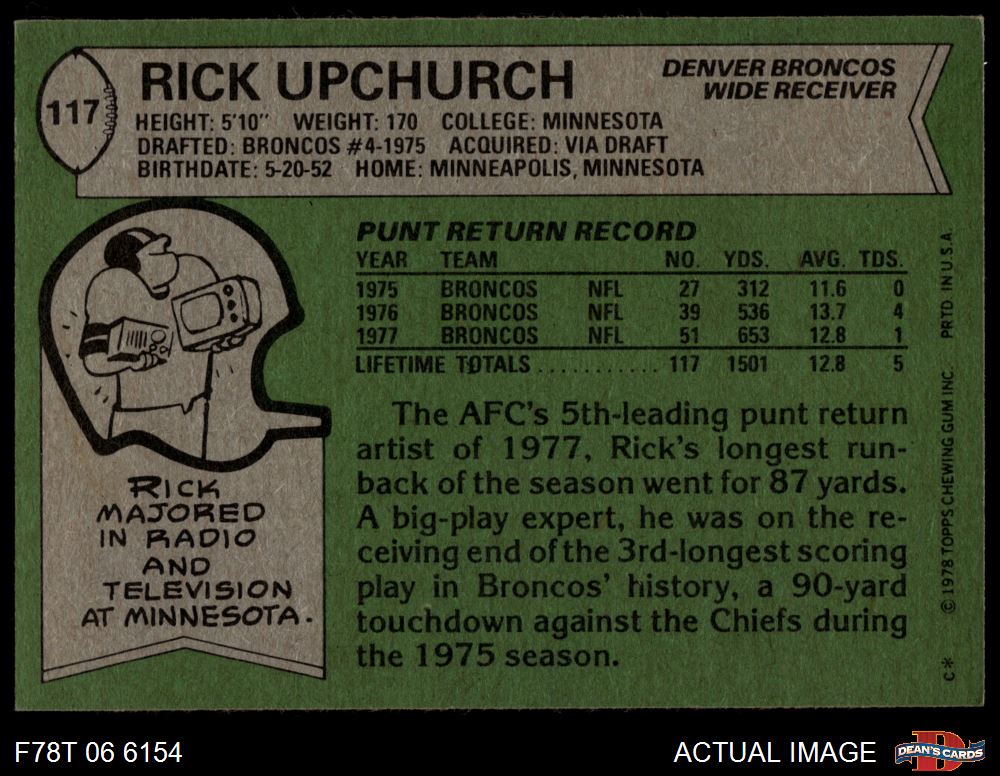 117
RICK UPCHURCH
DENVER BRONCOS
WIDE RECEIVER
HEIGHT: 5'10" WEIGHT: 170 COLLEGE: MINNESOTA
DRAFTED: BRONCOS #4-1975 ACQUIRED: VIA DRAFT
BIRTHDATE: 5-20-52 HOME: MINNEAPOLIS, MINNESOTA
PUNT RETURN RECORD
YEAR TEAM NO. YDS. AVG. TDS.
1975 BRONCOS NFL 27 312 11.6 0
1976 BRONCOS NFL 39 536 13.7 4
1977 BRONCOS NFL 51 653 12.8 1
LIFETIME TOTALS ........... 117 1501 12.8 5
The AFC's 5th-leading punt return
artist of 1977, Rick's longest run-
back of the season went for 87 yards.
A big-play expert, he was on the re-
ceiving end of the 3rd-longest scoring
play in Broncos' history, a 90-yard
touchdown against the Chiefs during
the 1975 season.
RICK
MAJORED
IN RADIO
AND
TELEVISION
AT MINNESOTA.
C* © 1978 TOPPS CHEWING GUM INC. PRTD. IN U.S.A.
F78T 06 6154
ACTUAL IMAGE
D
DEAN'S CARDS